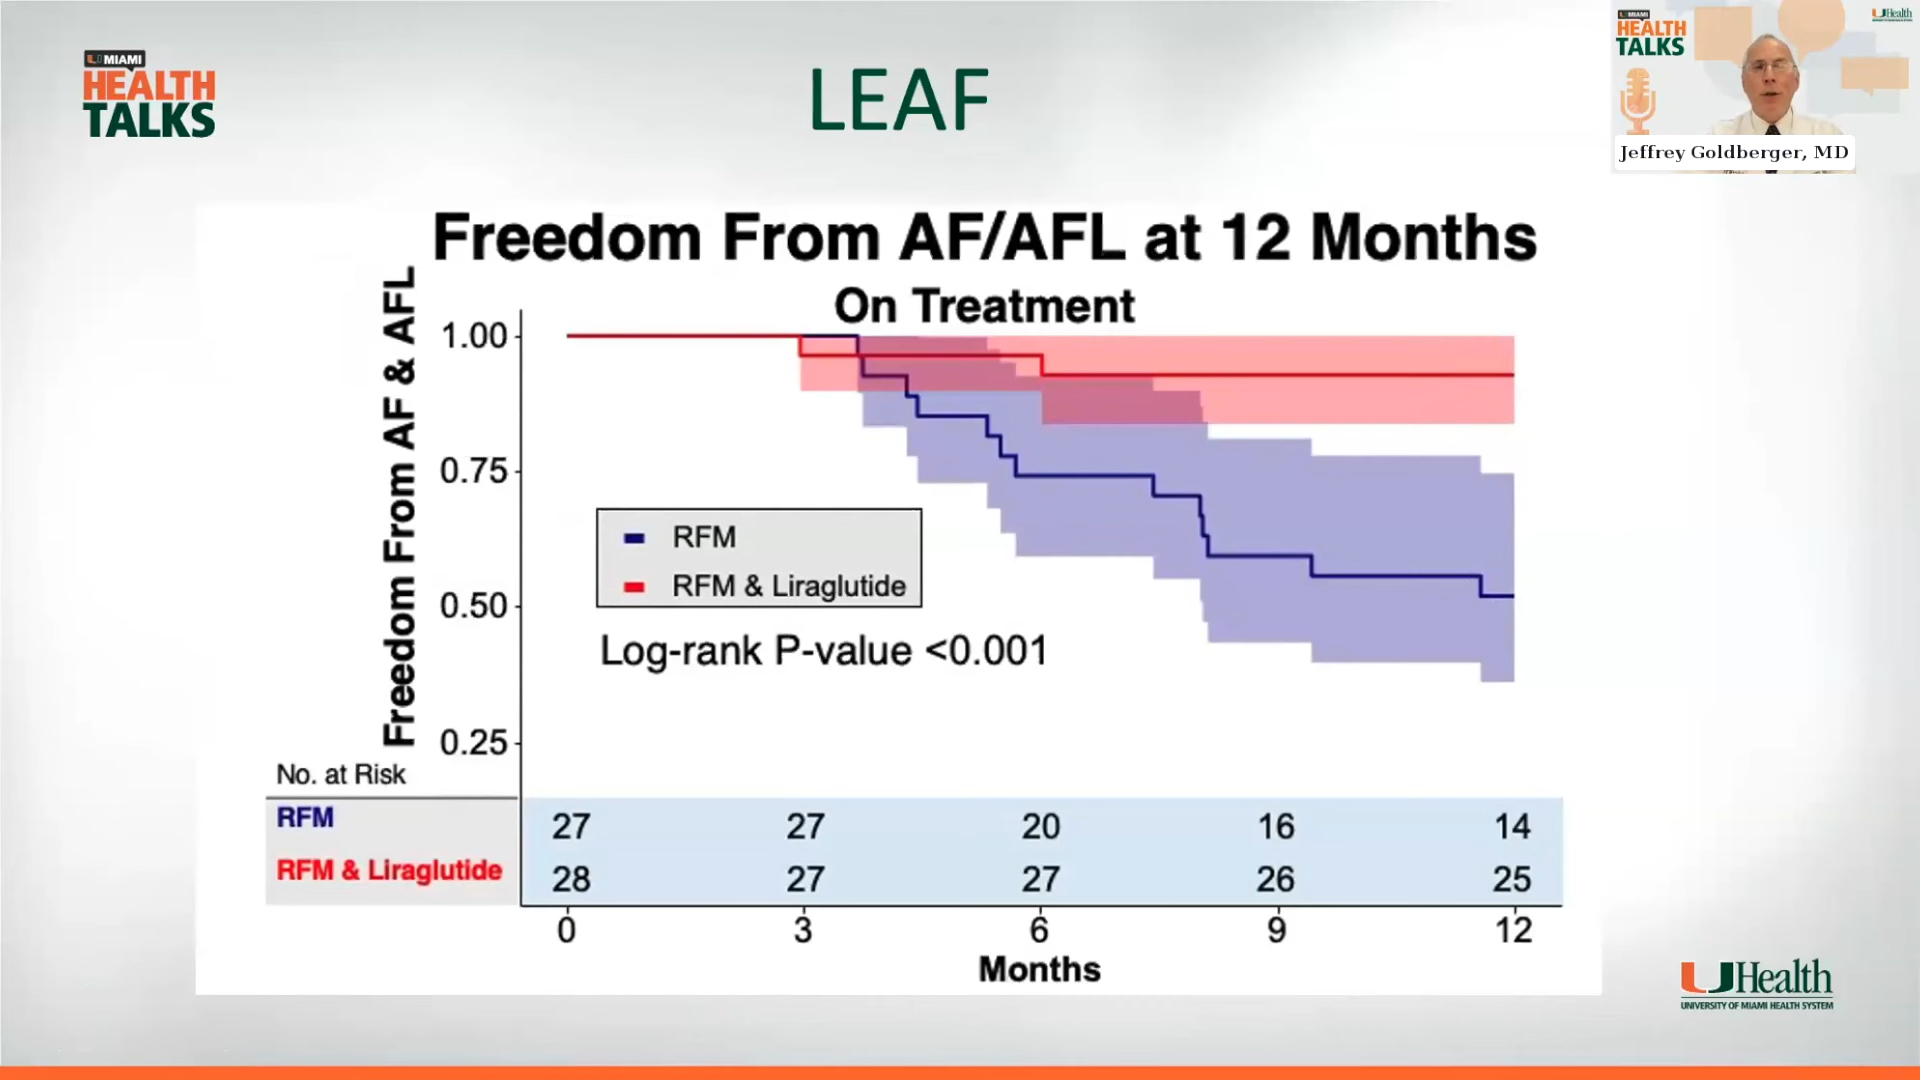 U MIAMI
HEALTH
TALKS
LEAF
U MIAMI
HEALTH
TALKS
UHealth
Jeffrey Goldberger, MD
Freedom From AF/AFL at 12 Months
On Treatment
Freedom From AF & AFL
1.00
0.75
0.50
0.25
RFM
RFM & Liraglutide
Log-rank P-value <0.001
No. at Risk
RFM 27 27 20 16 14
RFM & Liraglutide 28 27 27 26 25
0 3 6 9 12
Months
UHealth
UNIVERSITY OF MIAMI HEALTH SYSTEM